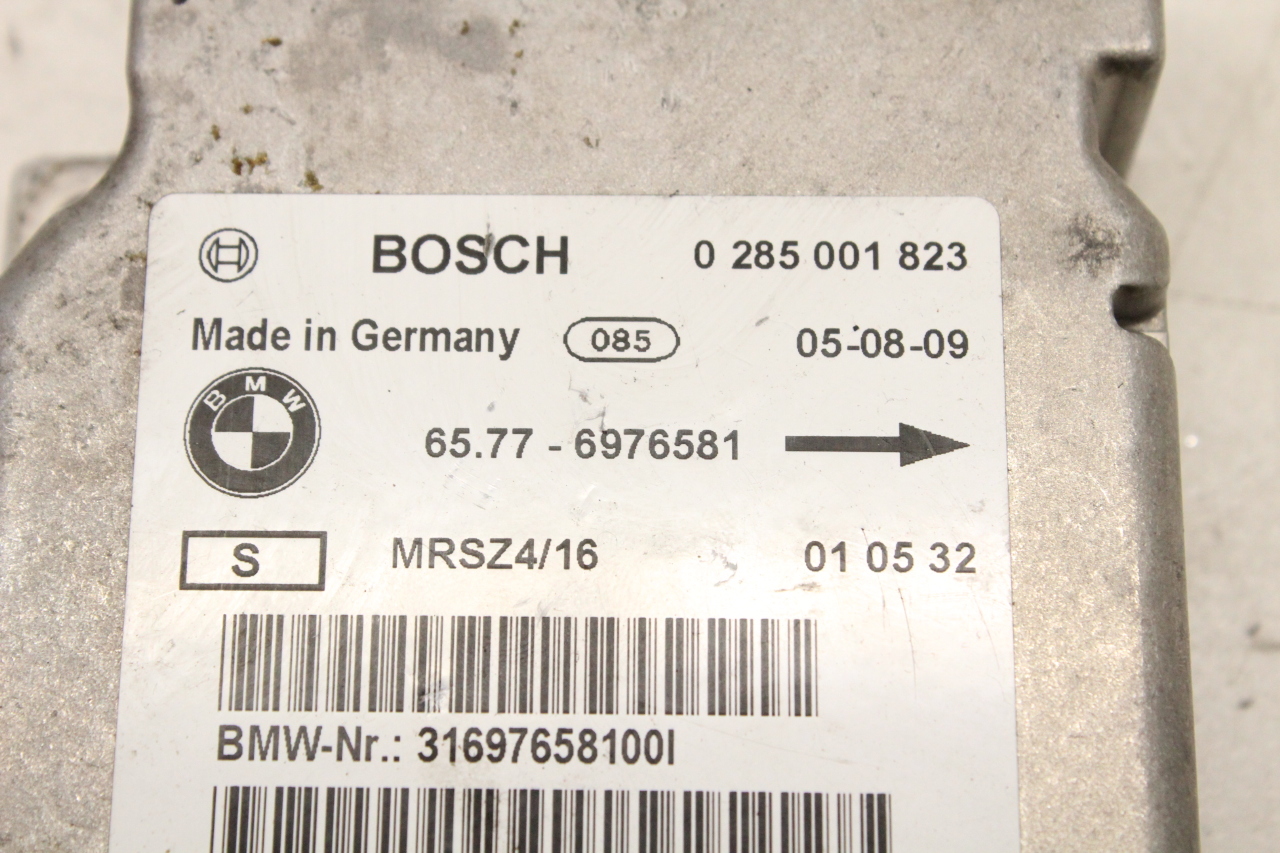 BOSCH 0 285 001 823
Made in Germany 085 05-08-09
BMW
65.77 - 6976581
S MRSZ4/16 01 05 32
BMW-Nr.: 31697658100I